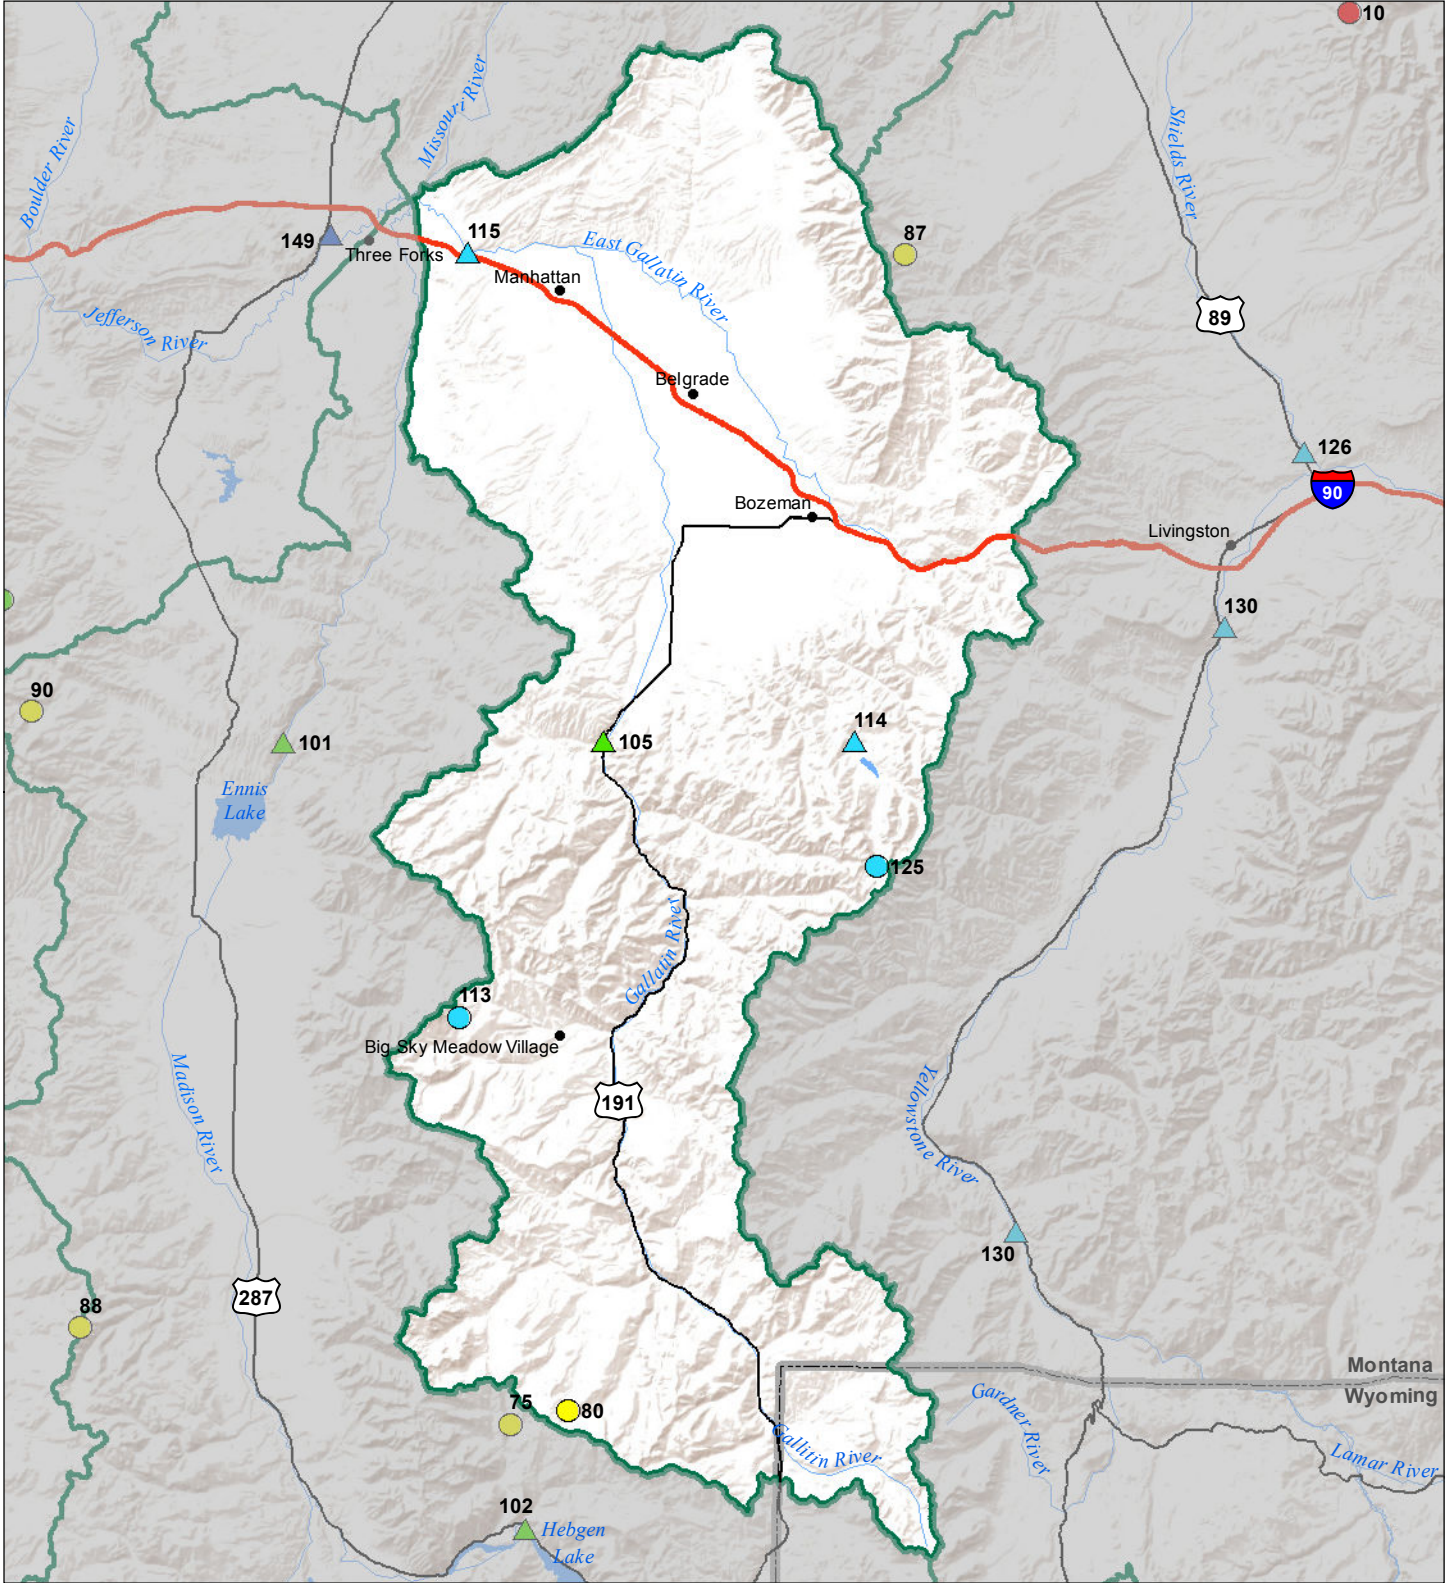 10
Missouri River
Boulder River
Shields River
115
87
149
East Gallatin River
Three Forks
Manhattan
89
Jefferson River
Belgrade
126
90
Bozeman
Livingston
130
90
114
101
105
Ennis
Lake
125
Gallatin River
113
Big Sky Meadow Village
Madison River
191
Yellowstone River
130
287
88
Montana
Wyoming
75
80
Gardner River
Gallitin River
Lamar River
102
Hebgen
Lake